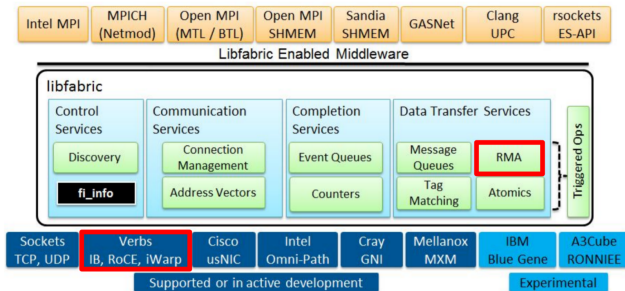 Intel MPI
MPICH
(Netmod)
Open MPI
(MTL / BTL)
Open MPI
SHMEM
Sandia
SHMEM
GASNet
Clang
UPC
rsockets
ES-API
Libfabric Enabled Middleware
libfabric
Control
Services
Communication
Services
Completion
Services
Data Transfer Services
Discovery
fi_info
Connection
Management
Address Vectors
Event Queues
Counters
Message
Queues
RMA
Tag
Matching
Atomics
Triggered Ops
Sockets
TCP, UDP
Verbs
IB, RoCE, iWarp
Cisco
usNIC
Intel
Omni-Path
Cray
GNI
Mellanox
MXM
IBM
Blue Gene
A3Cube
RONNIEE
Supported or in active development
Experimental